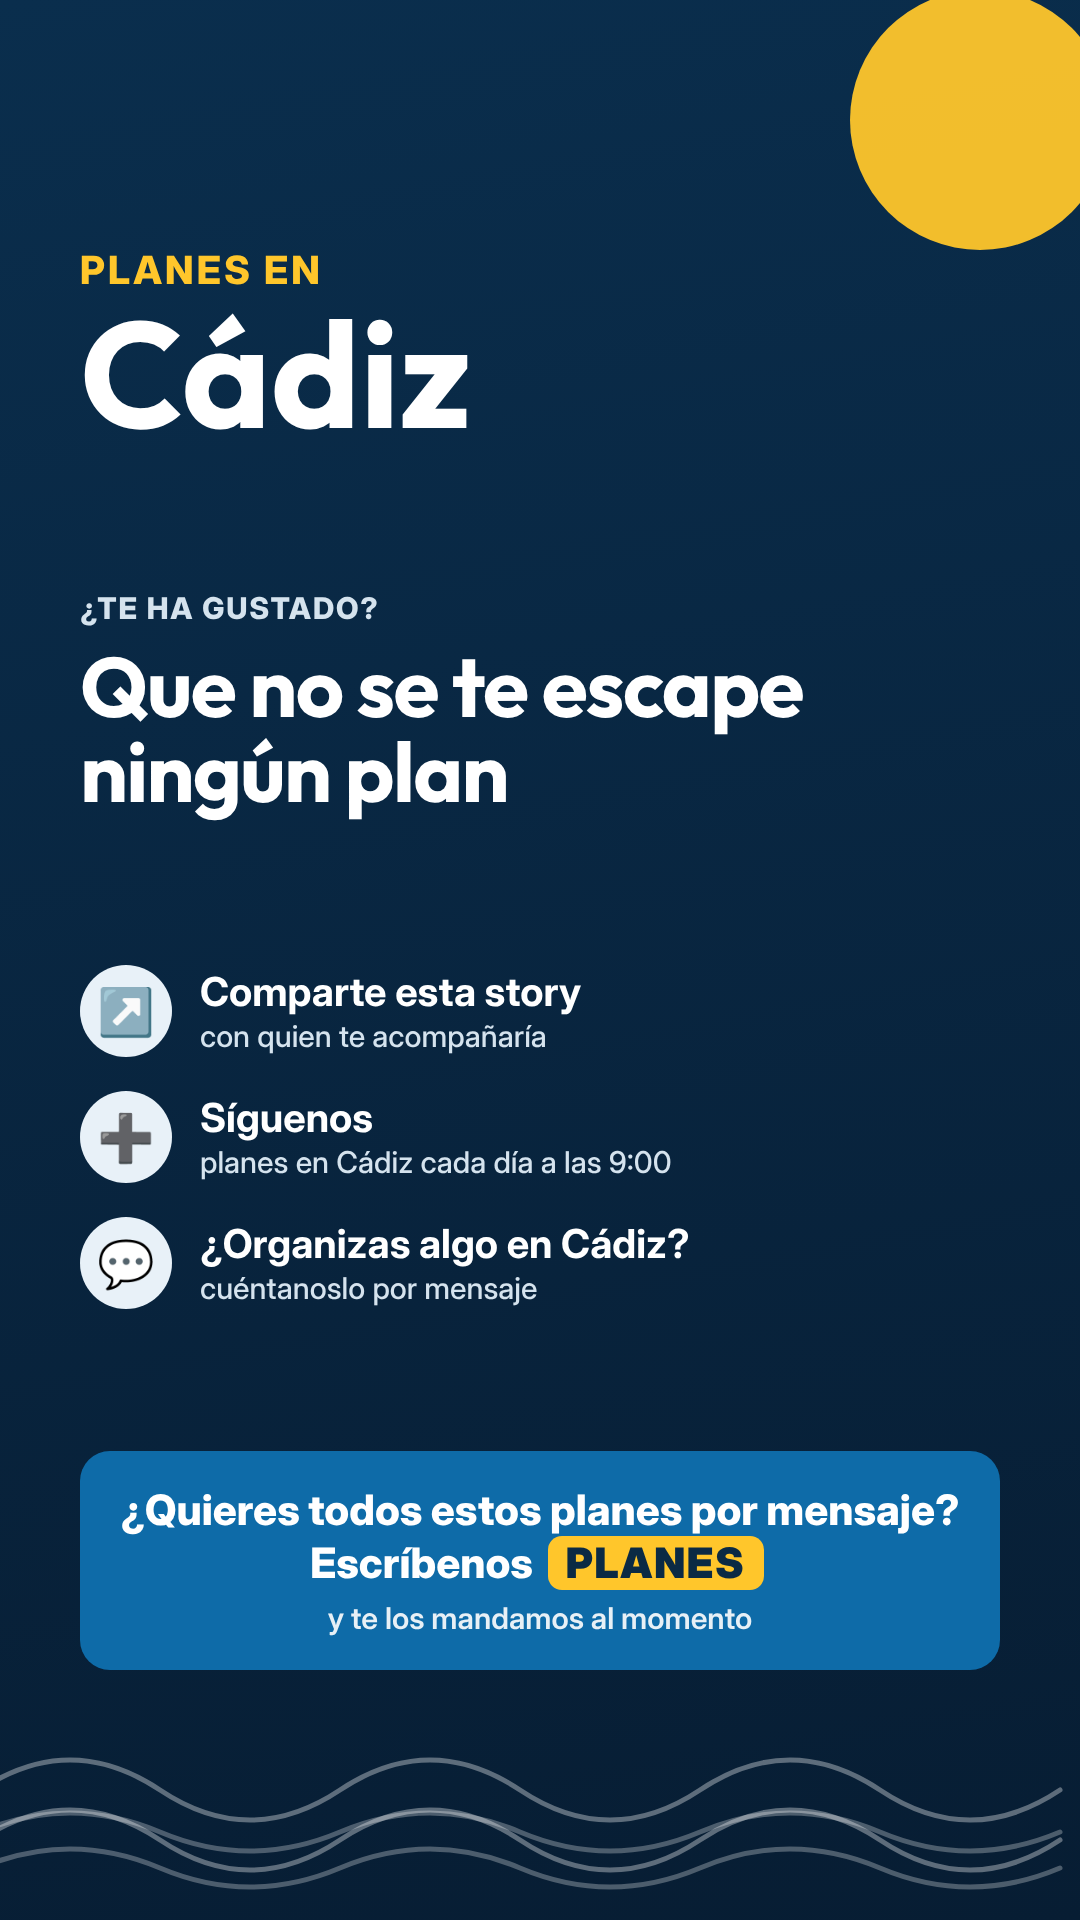 PLANES EN
Cádiz
¿TE HA GUSTADO?
Que no se te escape
ningún plan
Comparte esta story
con quien te acompañaría
Síguenos
planes en Cádiz cada día a las 9:00
¿Organizas algo en Cádiz?
cuéntanoslo por mensaje
¿Quieres todos estos planes por mensaje?
Escríbenos PLANES
y te los mandamos al momento